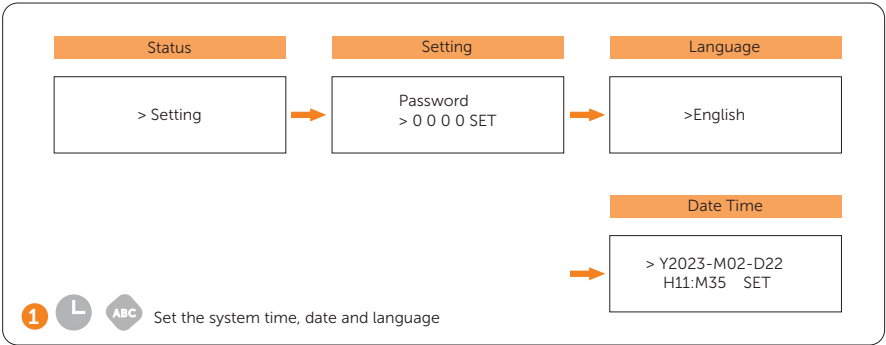 Status
Setting
Language
> Setting
Password
> 0 0 0 0 SET
>English
Date Time
> Y2023-M02-D22
H11:M35 SET
1 ABC Set the system time, date and language